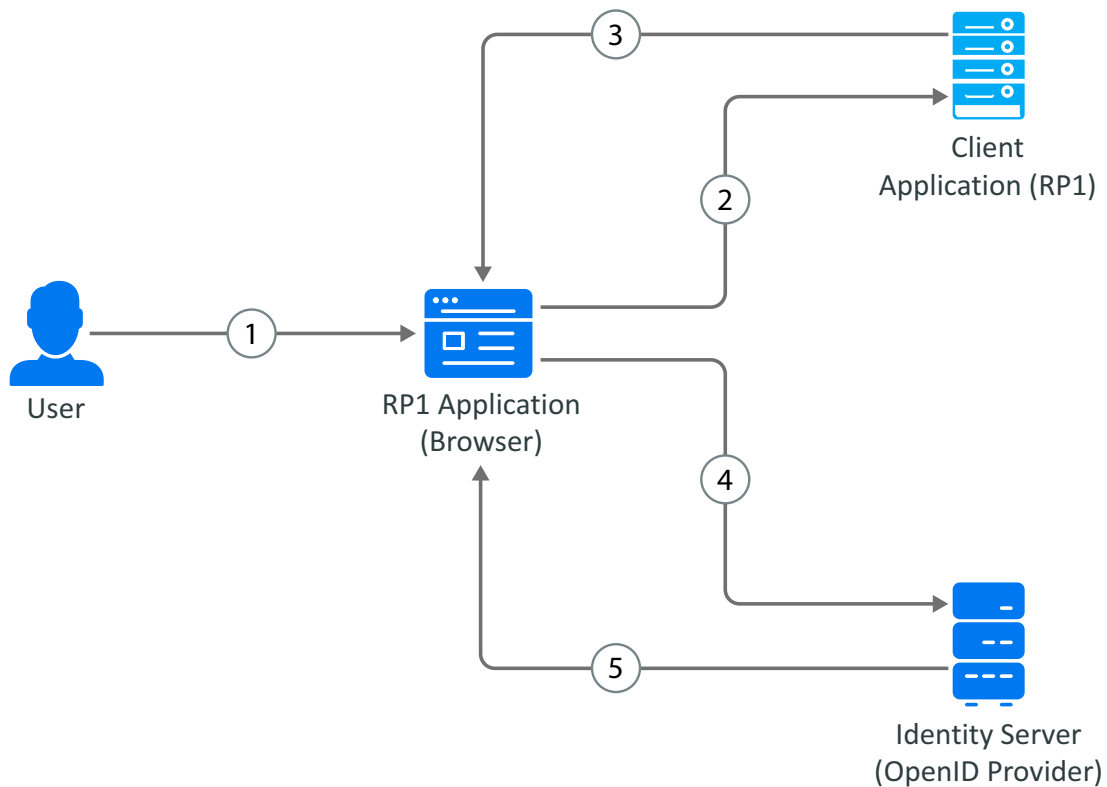 3
Client
Application (RP1)
2
1
User
RP1 Application
(Browser)
4
5
Identity Server
(OpenID Provider)